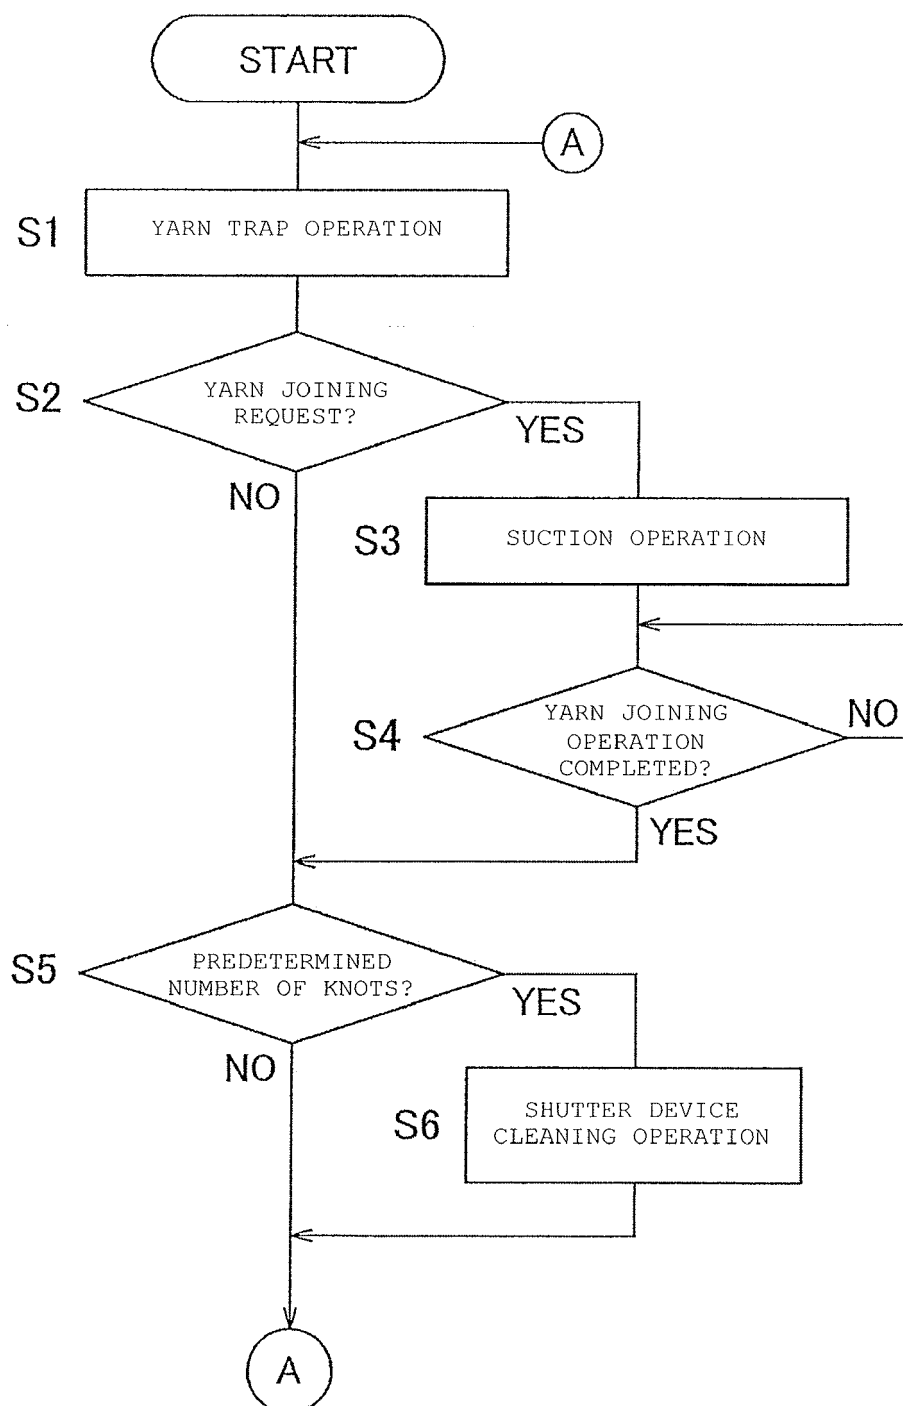 START
A
S1
YARN TRAP OPERATION
S2
YARN JOINING
REQUEST?
YES
NO
S3
SUCTION OPERATION
S4
YARN JOINING
OPERATION
COMPLETED?
NO
YES
S5
PREDETERMINED
NUMBER OF KNOTS?
YES
NO
S6
SHUTTER DEVICE
CLEANING OPERATION
A